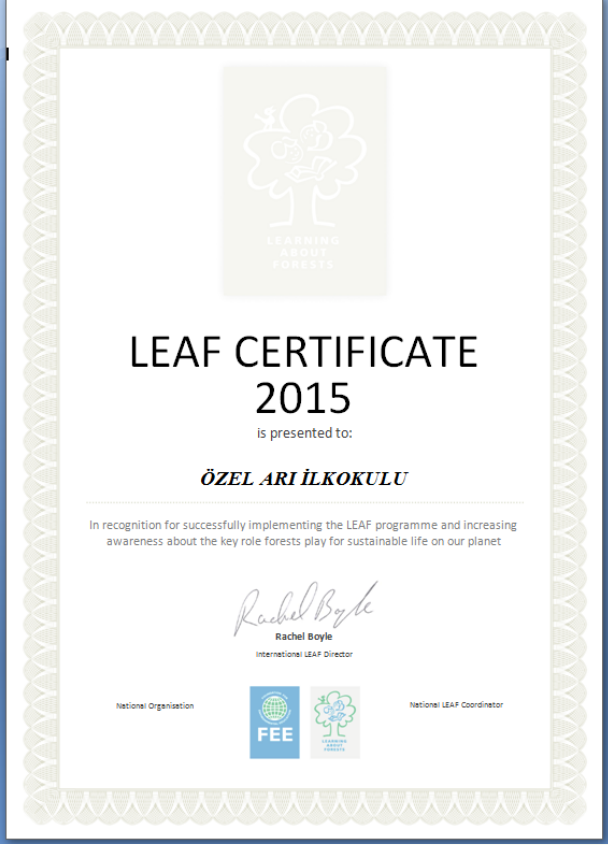 LEARNING
ABOUT
FORESTS
LEAF CERTIFICATE
2015
is presented to:
ÖZEL ARI İLKOKULU
In recognition for successfully implementing the LEAF programme and increasing
awareness about the key role forests play for sustainable life on our planet
Rachel Boyle
Rachel Boyle
International LEAF Director
National Organisation
National LEAF Coordinator
FEE
LEARNING
ABOUT
FORESTS